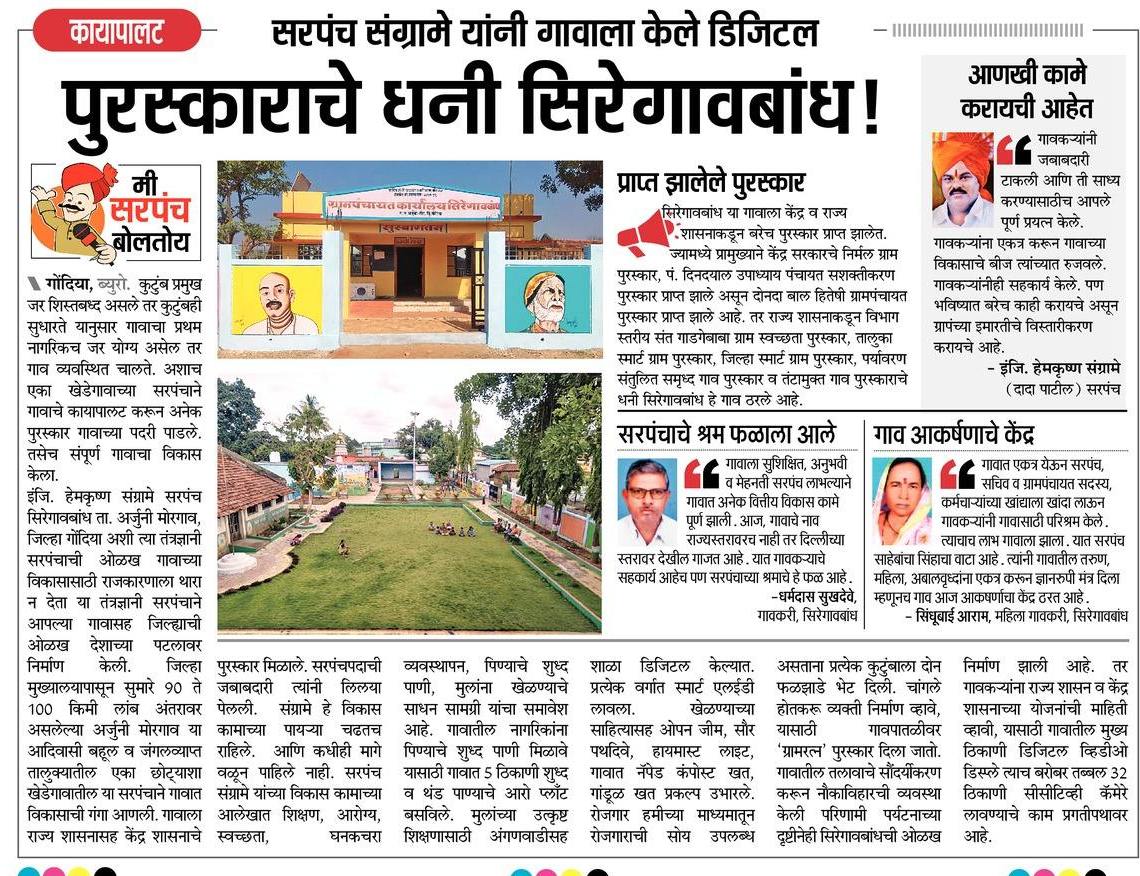 कायापालट
सरपंच संग्रामे यांनी गावाला केले डिजिटल
पुरस्काराचे धनी सिरेगावबांध!
मी
सरपंच
बोलतोय
गोंदिया, ब्युरो. कुटुंब प्रमुख
जर शिस्तबध्द असले तर कुटुंबही
सुधारते यानुसार गावाचा प्रथम
नागरिकच जर योग्य असेल तर
गाव व्यवस्थित चालते. अशाच
एका खेडेगावाच्या सरपंचाने
गावाचे कायापालट करून अनेक
पुरस्कार गावाच्या पदरी पाडले.
तसेच संपूर्ण गावाचा विकास
केला.
इंजि. हेमकृष्ण संग्रामे सरपंच
सिरेगावबांध ता. अर्जुनी मोरगाव,
जिल्हा गोंदिया अशी त्या तंत्रज्ञानी
सरपंचाची ओळख गावाच्या
विकासासाठी राजकारणाला थारा
न देता या तंत्रज्ञानी सरपंचाने
आपल्या गावासह जिल्ह्याची
ओळख देशाच्या पटलावर
निर्माण केली. जिल्हा
मुख्यालयापासून सुमारे 90 ते
100 किमी लांब अंतरावर
असलेल्या अर्जुनी मोरगाव या
आदिवासी बहूल व जंगलव्याप्त
तालुक्यातील एका छोट्याशा
खेडेगावातील या सरपंचाने गावात
विकासाची गंगा आणली. गावाला
राज्य शासनासह केंद्र शासनाचे
ग्रामपंचायत कार्यालय सिरेगावबांध
सुस्वागतम्
प्राप्त झालेले पुरस्कार
सिरेगावबांध या गावाला केंद्र व राज्य
शासनाकडून बरेच पुरस्कार प्राप्त झालेत.
ज्यामध्ये प्रामुख्याने केंद्र सरकारचे निर्मल ग्राम
पुरस्कार, पं. दिनदयाल उपाध्याय पंचायत सशक्तीकरण
पुरस्कार प्राप्त झाले असून दोनदा बाल हितेषी ग्रामपंचायत
पुरस्कार प्राप्त झाले आहे. तर राज्य शासनाकडून विभाग
स्तरीय संत गाडगेबाबा ग्राम स्वच्छता पुरस्कार, तालुका
स्मार्ट ग्राम पुरस्कार, जिल्हा स्मार्ट ग्राम पुरस्कार, पर्यावरण
संतुलित समृध्द गाव पुरस्कार व तंटामुक्त गाव पुरस्काराचे
धनी सिरेगावबांध हे गाव ठरले आहे.
आणखी कामे
करायची आहेत
गावकऱ्यांनी
जबाबदारी
टाकली आणि ती साध्य
करण्यासाठीच आपले
पूर्ण प्रयत्न केले.
गावकऱ्यांना एकत्र करून गावाच्या
विकासाचे बीज त्यांच्यात रुजवले.
गावकऱ्यांनीही सहकार्य केले. पण
भविष्यात बरेच काही करायचे असून
ग्रापंच्या इमारतीचे विस्तारीकरण
करायचे आहे.
- इंजि. हेमकृष्ण संग्रामे
(दादा पाटील) सरपंच
सरपंचाचे श्रम फळाला आले
गावाला सुशिक्षित, अनुभवी
व मेहनती सरपंच लाभल्याने
गावात अनेक वित्तीय विकास कामे
पूर्ण झाली. आज, गावाचे नाव
राज्यस्तरावरच नाही तर दिल्लीच्या
स्तरावर देखील गाजत आहे. यात गावकऱ्याचे
सहकार्य आहेच पण सरपंचाच्या श्रमाचे हे फळ आहे.
-धर्मदास सुखदेवे,
गावकरी, सिरेगावबांध
गाव आकर्षणाचे केंद्र
गावात एकत्र येऊन सरपंच,
सचिव व ग्रामपंचायत सदस्य,
कर्मचाऱ्यांच्या खांद्याला खांदा लाऊन
गावकऱ्यांनी गावासाठी परिश्रम केले.
त्याचाच लाभ गावाला झाला. यात सरपंच
साहेबांचा सिंहाचा वाटा आहे. त्यांनी गावातील तरुण,
महिला, अबालवृध्दांना एकत्र करून ज्ञानरुपी मंत्र दिला
म्हणूनच गाव आज आकर्षणाचा केंद्र ठरत आहे.
- सिंधूबाई आराम, महिला गावकरी, सिरेगावबांध
पुरस्कार मिळाले. सरपंचपदाची
जबाबदारी त्यांनी लिलया
पेलली. संग्रामे हे विकास
कामाच्या पायऱ्या चढतच
राहिले. आणि कधीही मागे
वळून पाहिले नाही. सरपंच
संग्रामे यांच्या विकास कामाच्या
आलेखात शिक्षण, आरोग्य,
स्वच्छता, घनकचरा
व्यवस्थापन, पिण्याचे शुध्द
पाणी, मुलांना खेळण्याचे
साधन सामग्री यांचा समावेश
आहे. गावातील नागरिकांना
पिण्याचे शुध्द पाणी मिळावे
यासाठी गावात 5 ठिकाणी शुध्द
व थंड पाण्याचे आरो प्लाँट
बसविले. मुलांच्या उत्कृष्ट
शिक्षणासाठी अंगणवाडीसह
शाळा डिजिटल केल्यात.
प्रत्येक वर्गात स्मार्ट एलईडी
लावला. खेळण्याच्या
साहित्यासह ओपन जीम, सौर
पथदिवे, हायमास्ट लाइट,
गावात नॅपेड कंपोस्ट खत,
गांडूळ खत प्रकल्प उभारले.
रोजगार हमीच्या माध्यमातून
रोजगाराची सोय उपलब्ध
असताना प्रत्येक कुटुंबाला दोन
फळझाडे भेट दिली. चांगले
होतकरू व्यक्ती निर्माण व्हावे,
यासाठी गावपातळीवर
'ग्रामरत्न' पुरस्कार दिला जातो.
गावातील तलावाचे सौंदर्यीकरण
करून नौकाविहारची व्यवस्था
केली परिणामी पर्यटनाच्या
दृष्टीनेही सिरेगावबांधची ओळख
निर्माण झाली आहे. तर
गावकऱ्यांना राज्य शासन व केंद्र
शासनाच्या योजनांची माहिती
व्हावी, यासाठी गावातील मुख्य
ठिकाणी डिजिटल व्हिडीओ
डिस्प्ले त्याच बरोबर तब्बल 32
ठिकाणी सीसीटिव्ही कॅमेरे
लावण्याचे काम प्रगतीपथावर
आहे.